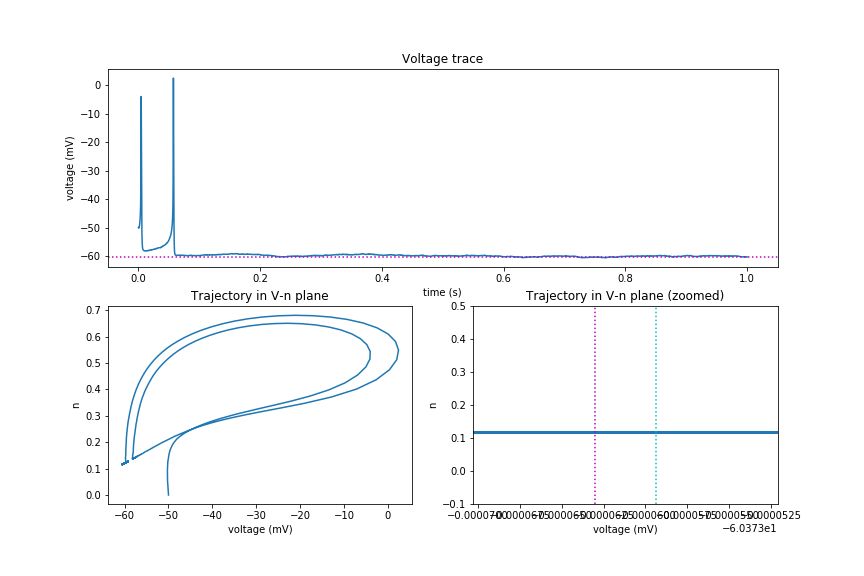 Voltage trace
voltage (mV)
0
−10
−20
−30
−40
−50
−60
0.0 0.2 0.4 0.6 0.8 1.0
time (s)
Trajectory in V-n plane
n
0.7
0.6
0.5
0.4
0.3
0.2
0.1
0.0
−60 −50 −40 −30 −20 −10 0
voltage (mV)
Trajectory in V-n plane (zoomed)
n
0.5
0.4
0.3
0.2
0.1
0.0
−0.1
voltage (mV)
−6.0373e1